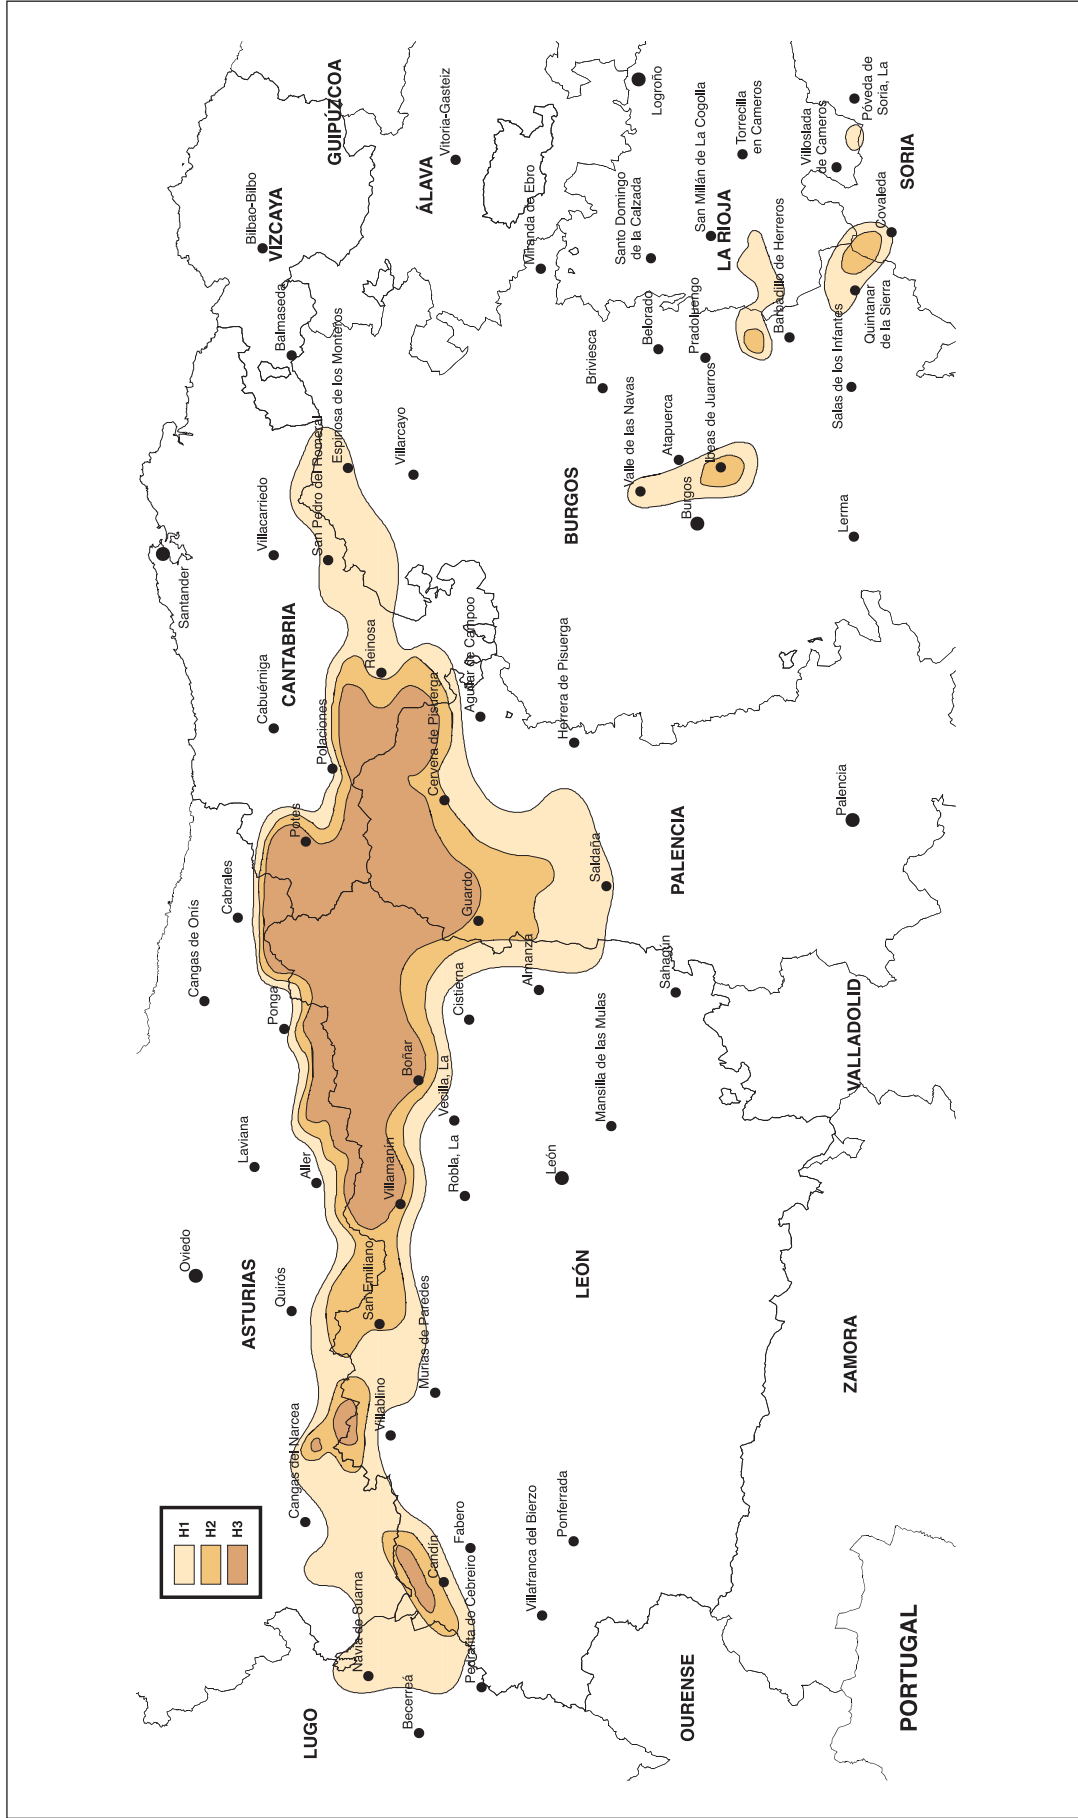 H1
H2
H3
LUGO
ASTURIAS
CANTABRIA
VIZCAYA
GUIPÚZCOA
ÁLAVA
LA RIOJA
SORIA
BURGOS
PALENCIA
VALLADOLID
LEÓN
ZAMORA
OURENSE
PORTUGAL
Becerreá
Navia de Suarna
Pedrafita do Cebreiro
Candín
Fabero
Villafranca del Bierzo
Ponferrada
Cangas del Narcea
Villablino
Murias de Paredes
San Emiliano
Quirós
Oviedo
Aller
Laviana
Villamanín
Robla, La
Vecilla, La
León
Mansilla de las Mulas
Boñar
Cistierna
Almanza
Sahagún
Ponga
Cangas de Onís
Cabrales
Potes
Guardo
Saldaña
Cervera de Pisuerga
Palencia
Polaciones
Cabuérniga
Reinosa
Aguilar de Campoo
Herrera de Pisuerga
Santander
Villacarriedo
San Pedro del Romeral
Espinosa de los Monteros
Villarcayo
Balmaseda
Bilbao-Bilbo
Vitoria-Gasteiz
Miranda de Ebro
Logroño
Santo Domingo
de la Calzada
San Millán de La Cogolla
Torrecilla
en Cameros
Villoslada
de Cameros
Póveda de
Soria, La
Covaleda
Quintanar
de la Sierra
Barbadillo de Herreros
Salas de los Infantes
Briviesca
Belorado
Pradoluengo
Valle de las Navas
Atapuerca
Ibeas de Juarros
Burgos
Lerma